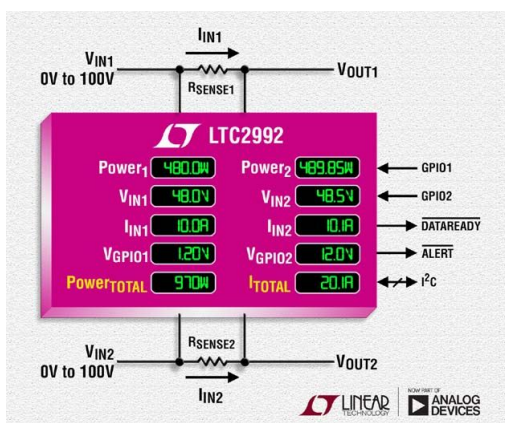 IIN1
VIN1
0V to 100V
RSENSE1
VOUT1
LTC2992
Power1 480.0W Power2 489.85W GPIO1
VIN1 48.0V VIN2 48.5V GPIO2
IIN1 10.0A IIN2 10.1A DATAREADY
VGPIO1 1.20V VGPIO2 12.0V ALERT
PowerTOTAL 970W ITOTAL 20.1A I²C
RSENSE2
VIN2
0V to 100V
VOUT2
IIN2
LINEAR
TECHNOLOGY
NOW PART OF
ANALOG
DEVICES